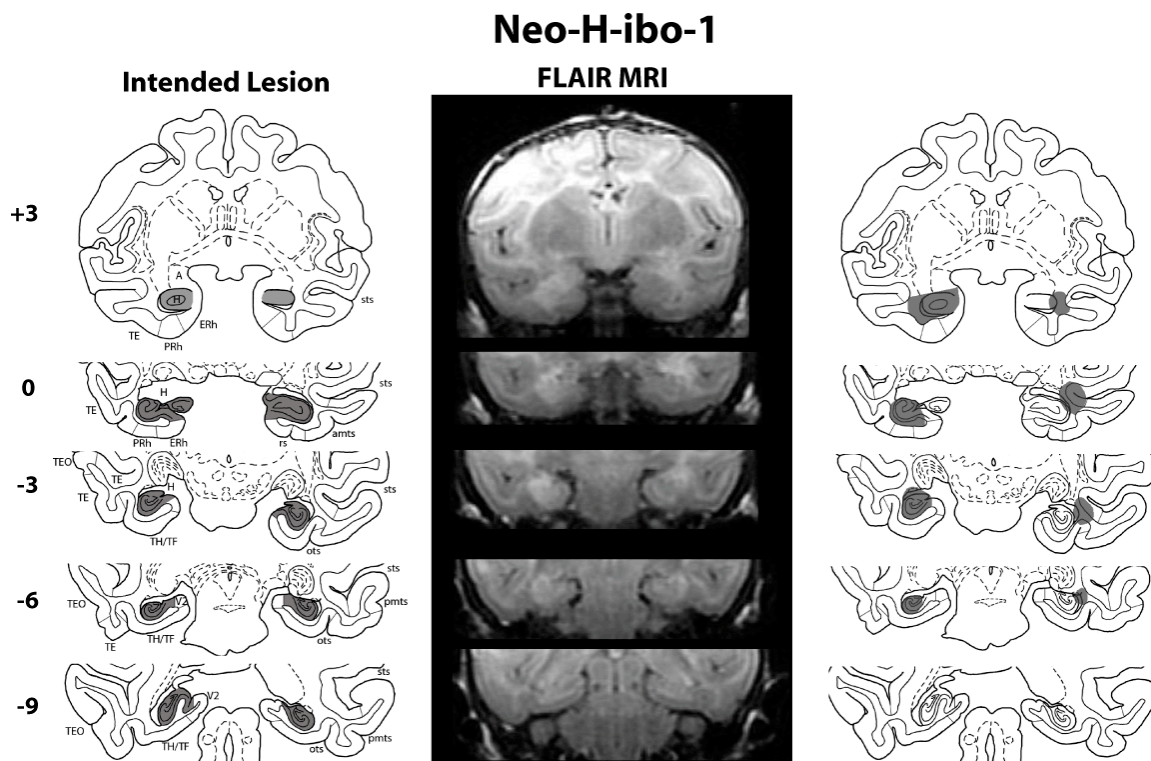 Neo-H-ibo-1
Intended Lesion
FLAIR MRI
+3
A
H
sts
ERh
TE
PRh
0
H
sts
TE
PRh
ERh
rs
amts
-3
TEO
TE
H
sts
TE
TH/TF
ots
-6
sts
TEO
V2
pmts
TH/TF
ots
TE
-9
sts
V2
TEO
pmts
TH/TF
ots